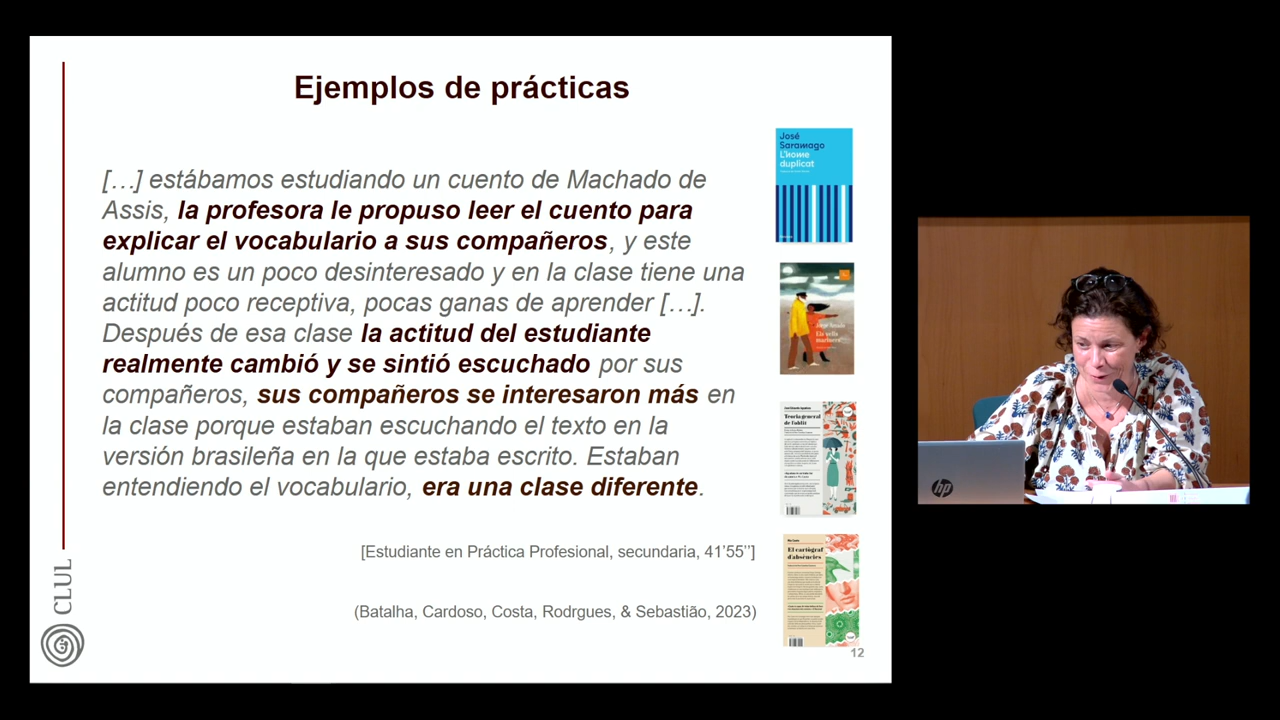 Ejemplos de prácticas
[…] estábamos estudiando un cuento de Machado de
Assis, la profesora le propuso leer el cuento para
explicar el vocabulario a sus compañeros, y este
alumno es un poco desinteresado y en la clase tiene una
actitud poco receptiva, pocas ganas de aprender […].
Después de esa clase la actitud del estudiante
realmente cambió y se sintió escuchado por sus
compañeros, sus compañeros se interesaron más en
la clase porque estaban escuchando el texto en la
versión brasileña en la que estaba escrito. Estaban
entendiendo el vocabulario, era una clase diferente.
[Estudiante en Práctica Profesional, secundaria, 41’55’’]
(Batalha, Cardoso, Costa, Rodrgues, & Sebastião, 2023)
12
CLUL
José
Saramago
L'home
duplicat
Jorge Amado
Els vells
mariners
Teoria general
de l'oblit
El cartògraf
d'absències
hp